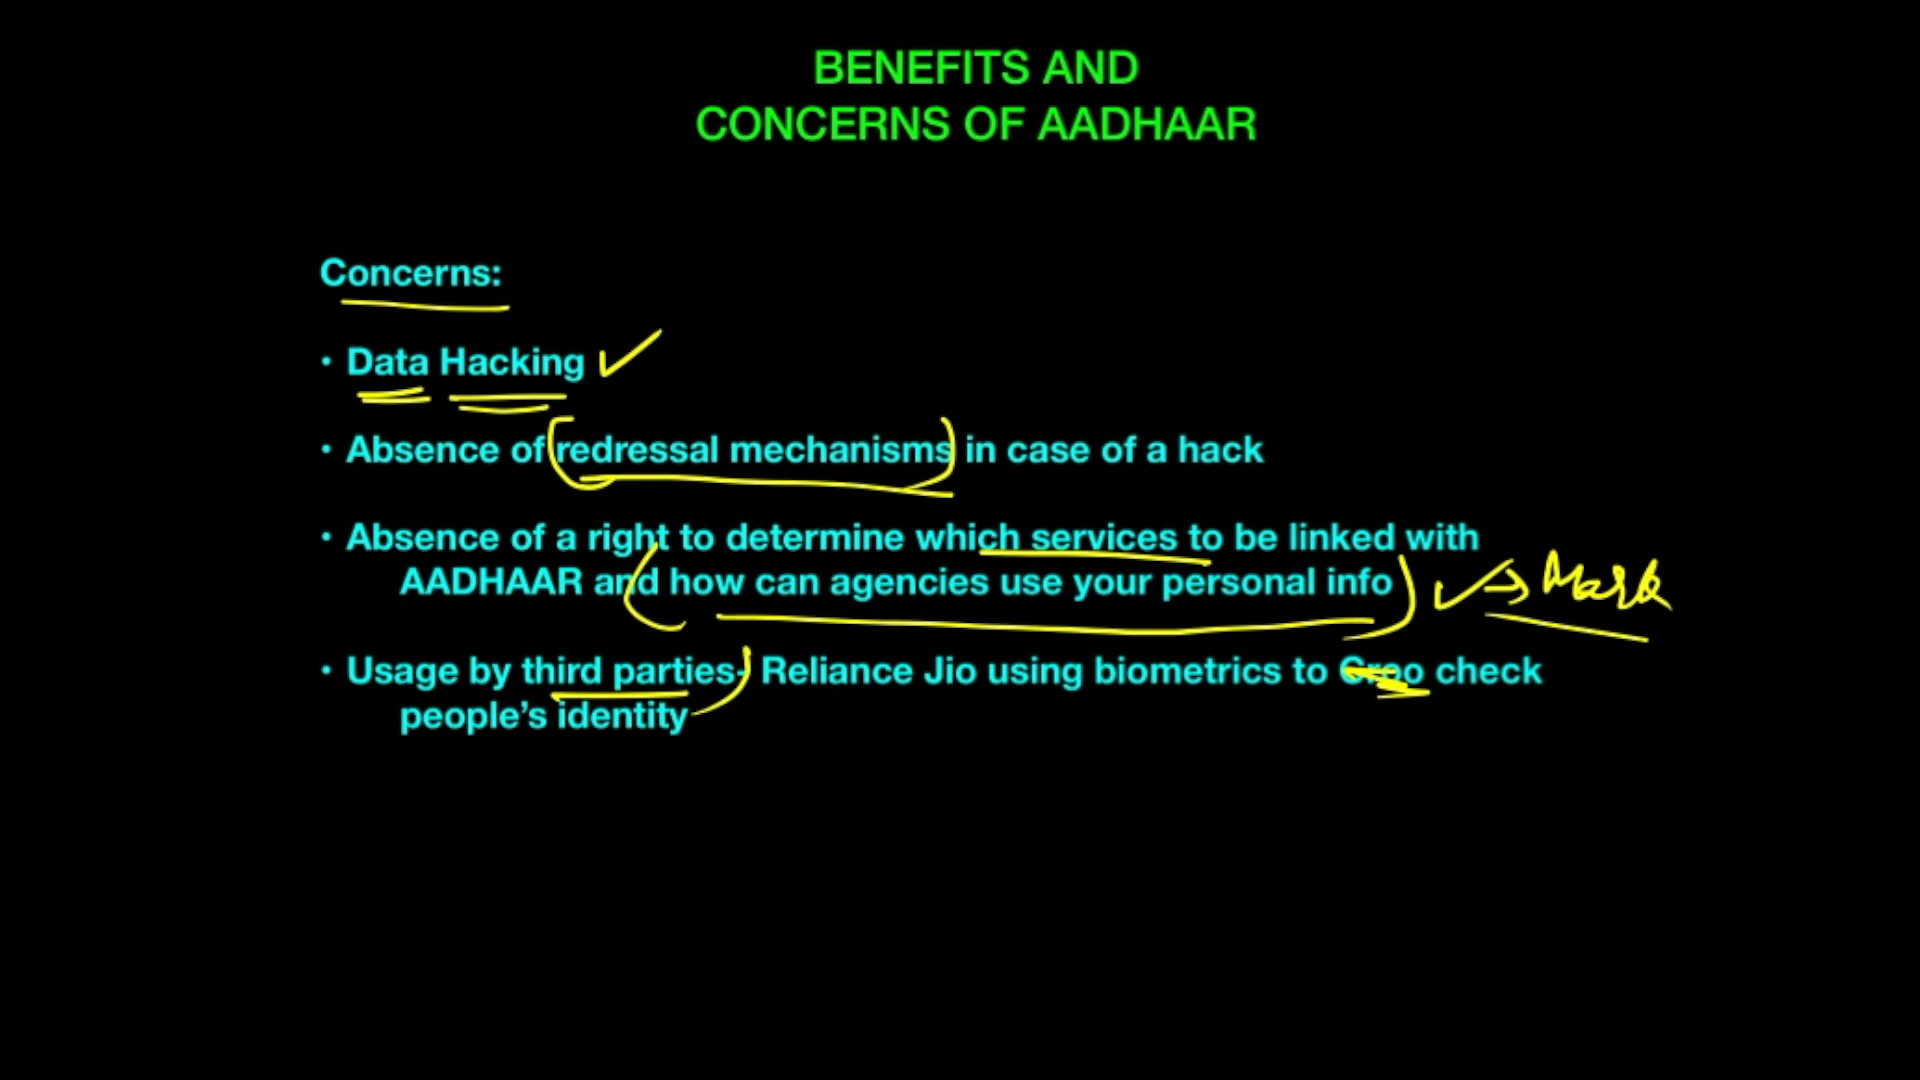 BENEFITS AND
CONCERNS OF AADHAAR
Concerns:
• Data Hacking
• Absence of redressal mechanisms in case of a hack
• Absence of a right to determine which services to be linked with
AADHAAR and how can agencies use your personal info
• Usage by third parties- Reliance Jio using biometrics to check
people’s identity